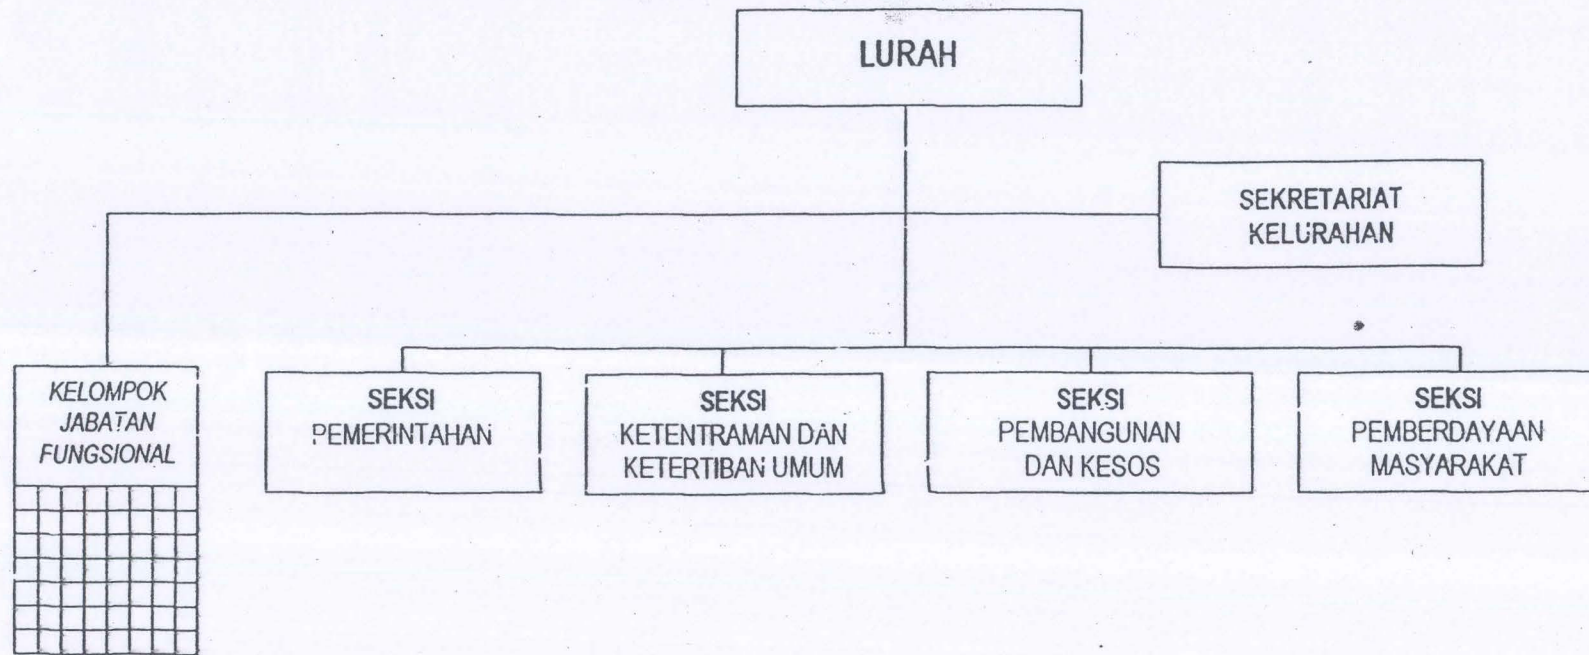 LURAH
SEKRETARIAT
KELURAHAN
KELOMPOK
JABATAN
FUNGSIONAL
SEKSI
PEMERINTAHAN
SEKSI
KETENTRAMAN DAN
KETERTIBAN UMUM
SEKSI
PEMBANGUNAN
DAN KESOS
SEKSI
PEMBERDAYAAN
MASYARAKAT